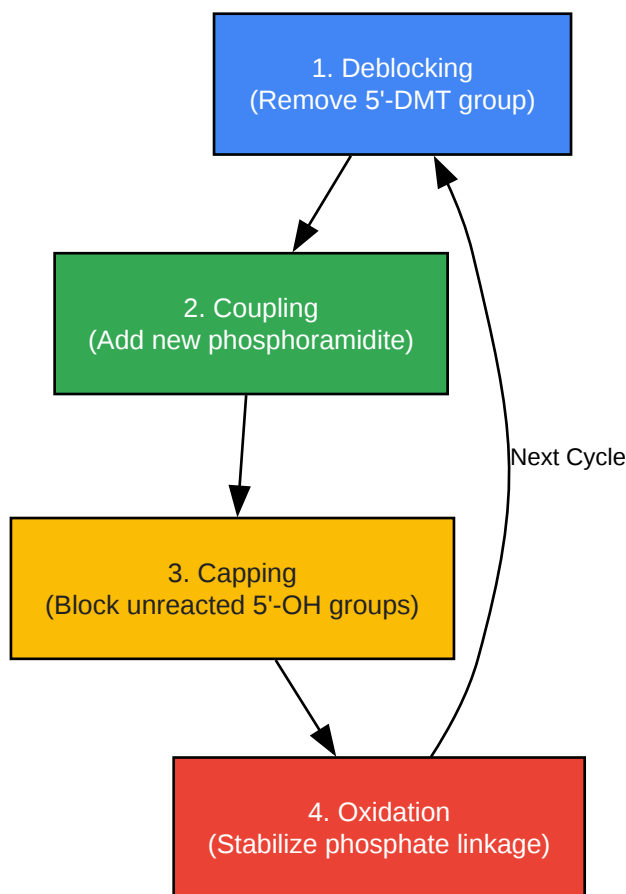 1. Deblocking
(Remove 5'-DMT group)
2. Coupling
(Add new phosphoramidite)
Next Cycle
3. Capping
(Block unreacted 5'-OH groups)
4. Oxidation
(Stabilize phosphate linkage)